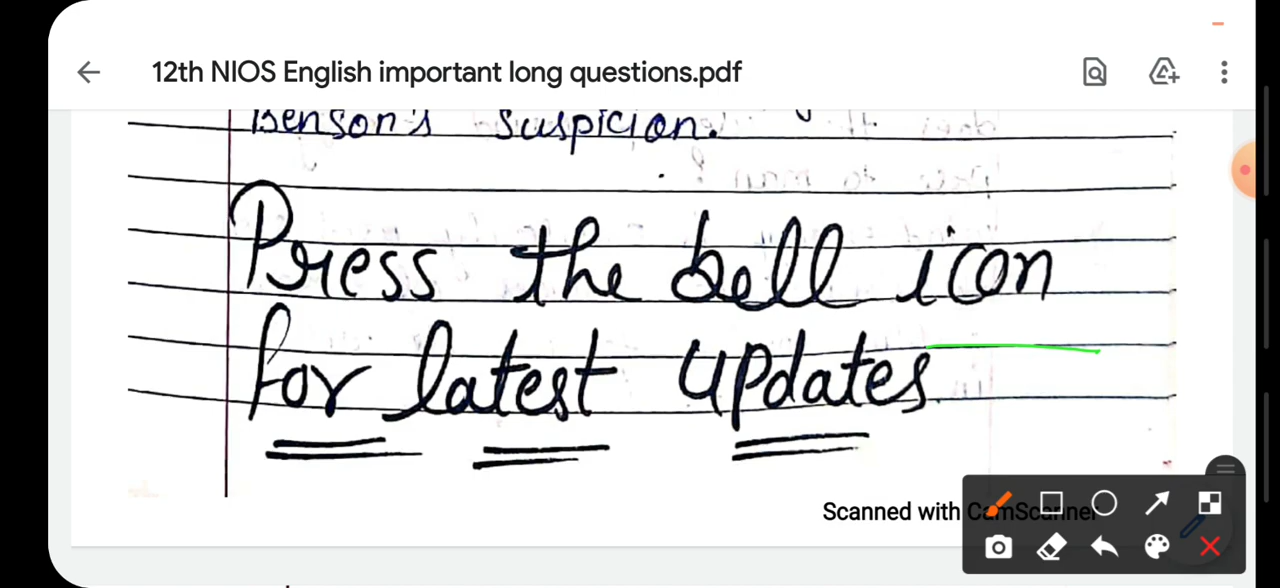 12th NIOS English important long questions.pdf
Benson's suspicion.
Press the bell icon
for latest updates.
Scanned with CamScanner